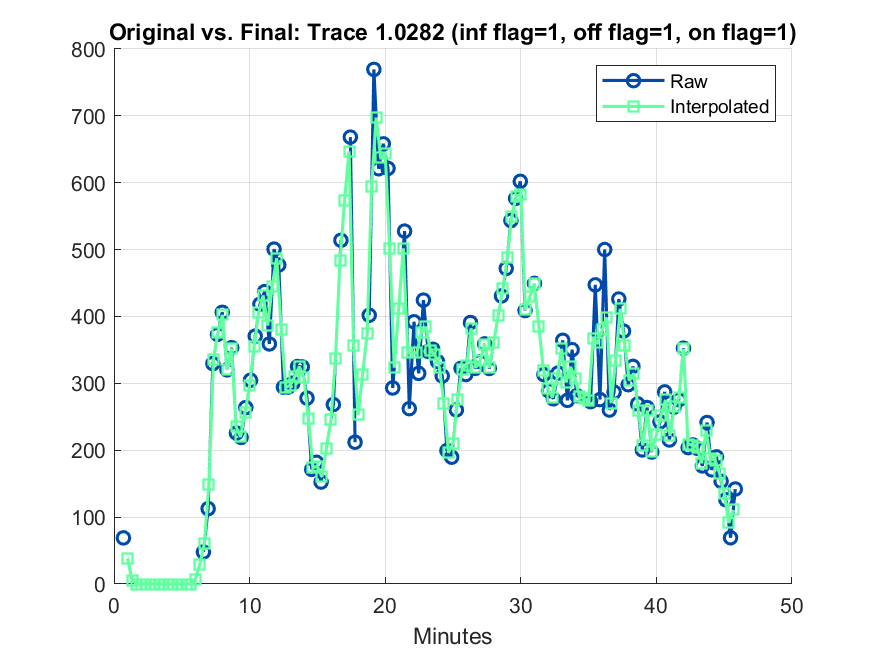 Original vs. Final: Trace 1.0282 (inf flag=1, off flag=1, on flag=1)
800
700
600
500
400
300
200
100
0
Raw
Interpolated
0 10 20 30 40 50
Minutes